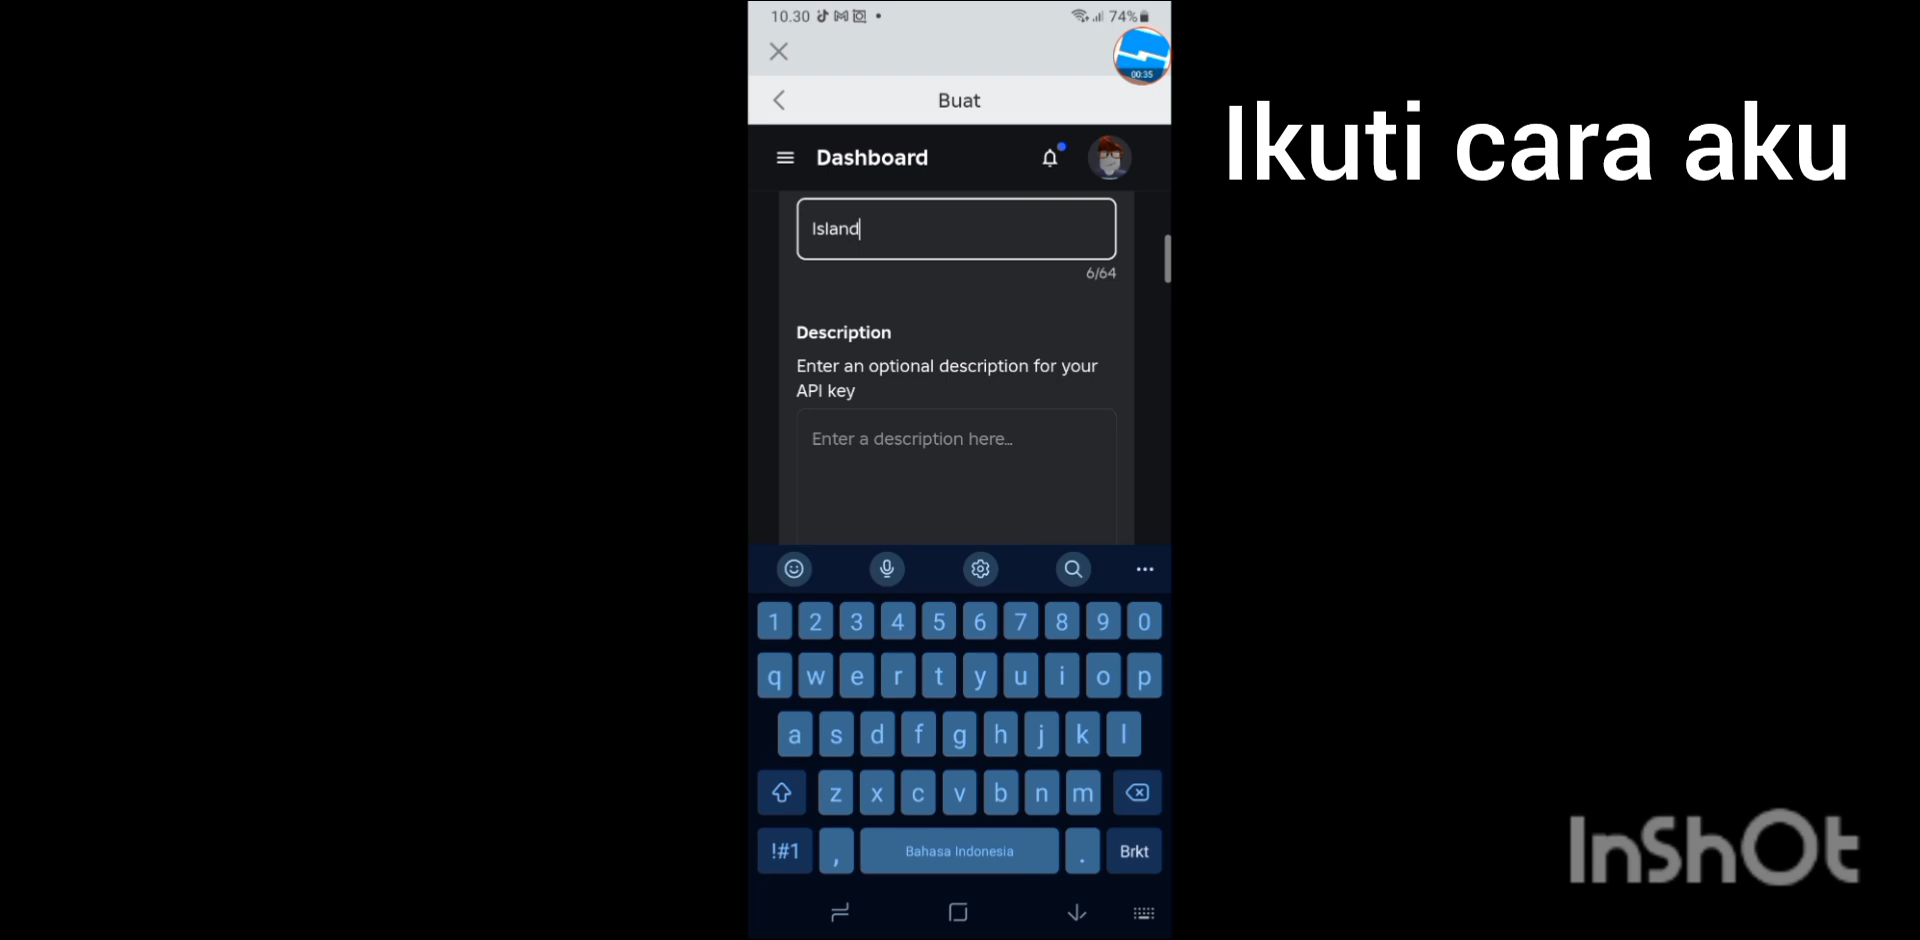 10.30
74%
00:35
Buat
Dashboard
Ikuti cara aku
Island
6/64
Description
Enter an optional description for your
API key
Enter a description here...
1 2 3 4 5 6 7 8 9 0
q w e r t y u i o p
a s d f g h j k l
z x c v b n m
!#1 , Bahasa Indonesia . Brkt
InShOt